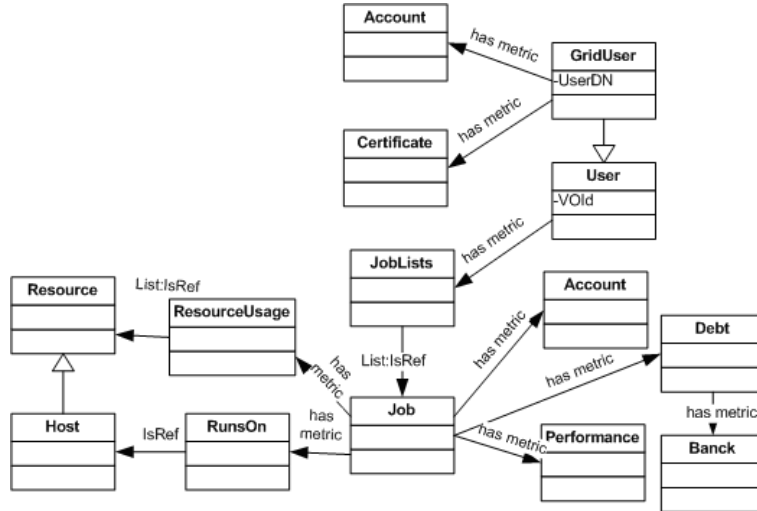 Account
has metric
GridUser
-UserDN
has metric
Certificate
User
-VOId
has metric
JobLists
Resource
List:IsRef
ResourceUsage
Account
has metric
Debt
List:IsRef
has
metric
has metric
Host
IsRef
RunsOn
has
metric
Job
has metric
Performance
has metric
Banck